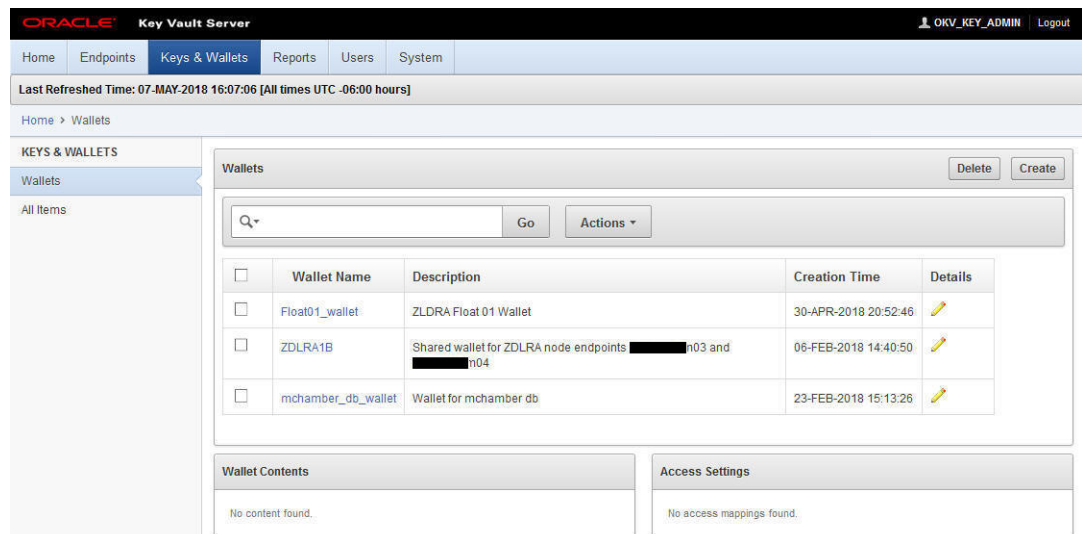 ORACLE® Key Vault Server OKV_KEY_ADMIN Logout
Home Endpoints Keys & Wallets Reports Users System
Last Refreshed Time: 07-MAY-2018 16:07:06 [All times UTC -06:00 hours]
Home > Wallets
KEYS & WALLETS
Wallets
All Items
Wallets Delete Create
Go Actions
Wallet Name Description Creation Time Details
Float01_wallet ZLDRA Float 01 Wallet 30-APR-2018 20:52:46
ZDLRA1B Shared wallet for ZDLRA node endpoints n03 and 06-FEB-2018 14:40:50
m04
mchamber_db_wallet Wallet for mchamber db 23-FEB-2018 15:13:26
Wallet Contents Access Settings
No content found. No access mappings found.